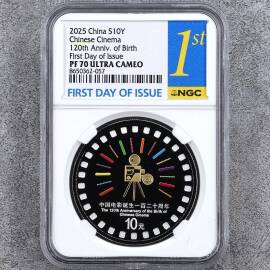 2025 China S10Y
Chinese Cinema
120th Anniv. of Birth
First Day of Issue
PF 70 ULTRA CAMEO
8650362-057
1st
NGC
FIRST DAY OF ISSUE
中国电影诞生一百二十周年
The 120th Anniversary of the Birth of
Chinese Cinema
10元